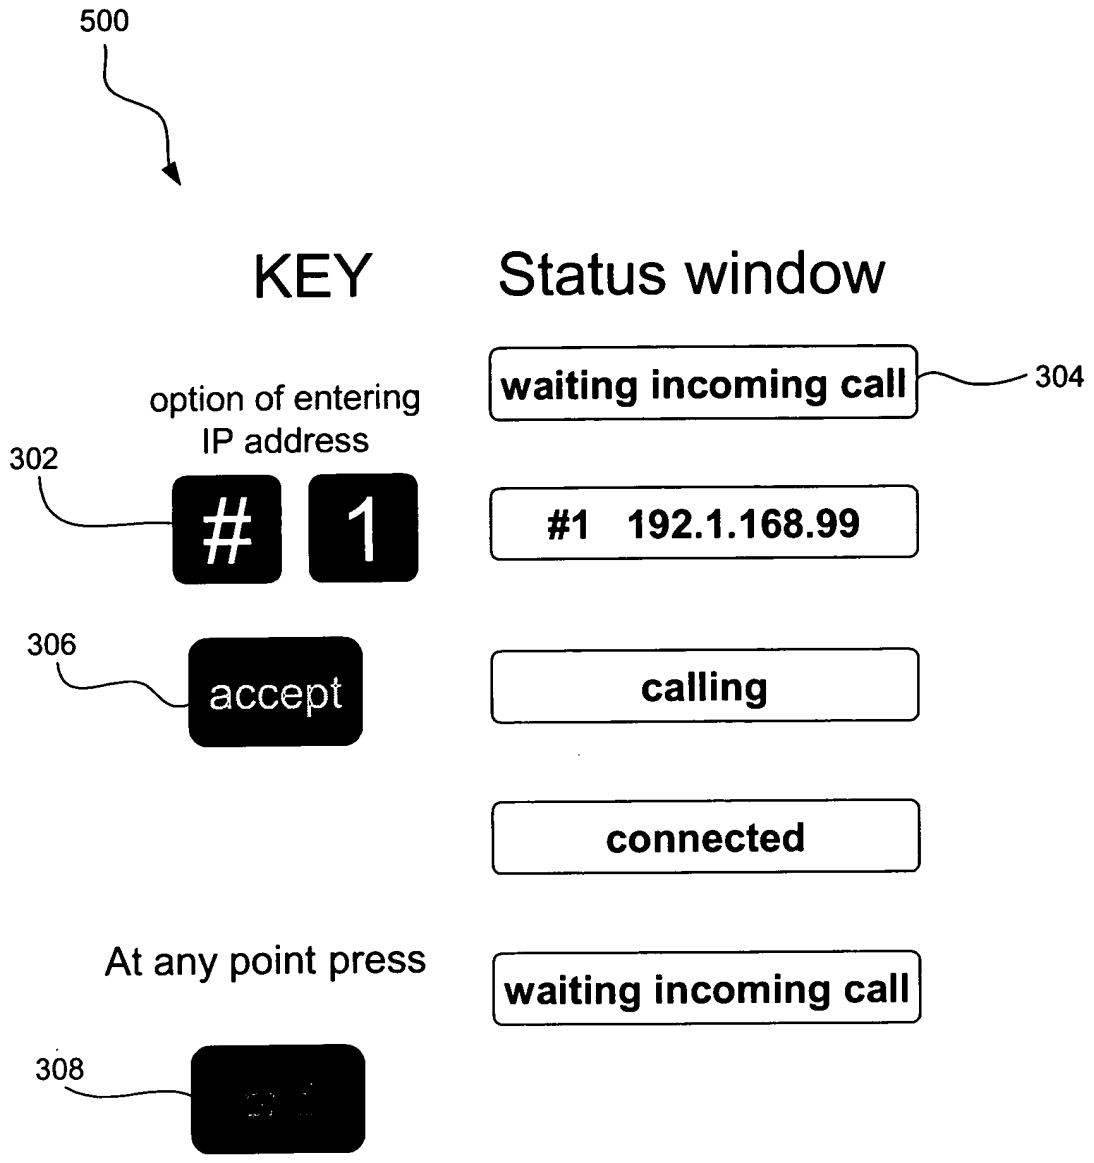 500
KEY Status window
waiting incoming call 304
option of entering
IP address
302
# 1 #1 192.1.168.99
306
accept calling
connected
At any point press waiting incoming call
308